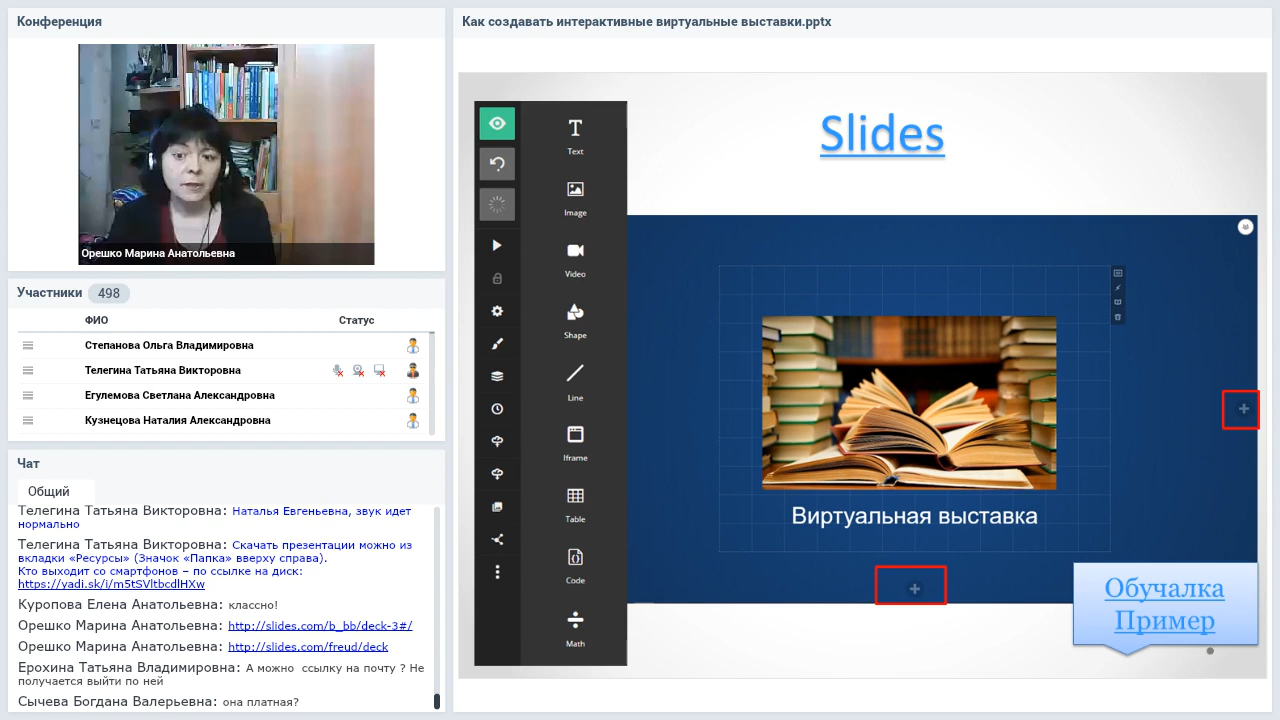 Конференция
Орешко Марина Анатольевна
Участники 498
ФИО Статус
Степанова Ольга Владимировна
Телегина Татьяна Викторовна
Егулемова Светлана Александровна
Кузнецова Наталия Александровна
Чат
Общий
Телегина Татьяна Викторовна: Наталья Евгеньевна, звук идет
нормально
Телегина Татьяна Викторовна: Скачать презентации можно из
вкладки «Ресурсы» (Значок «Папка» вверху справа).
Кто выходит со смартфонов – по ссылке на диск:
https://yadi.sk/i/m5tSVltbcdlHXw
Куропова Елена Анатольевна: классно!
Орешко Марина Анатольевна: http://slides.com/b_bb/deck-3#/
Орешко Марина Анатольевна: http://slides.com/freud/deck
Ерохина Татьяна Владимировна: А можно ссылку на почту ? Не
получается выйти по ней
Сычева Богдана Валерьевна: она платная?
Как создавать интерактивные виртуальные выставки.pptx
Slides
Text
Image
Video
Shape
Line
Iframe
Table
Code
Math
Виртуальная выставка
Обучалка
Пример